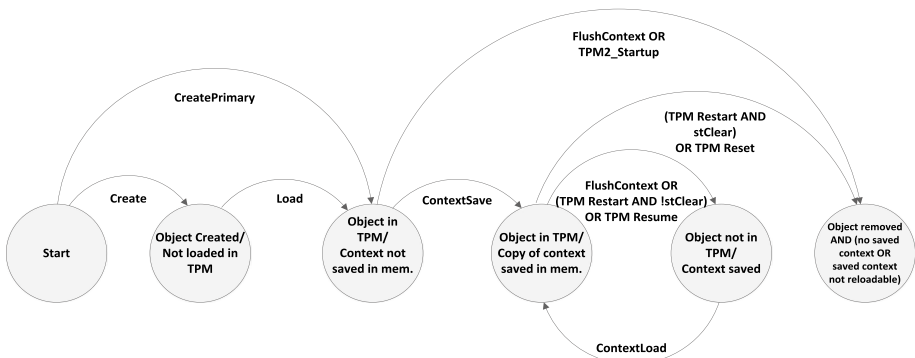 FlushContext OR
TPM2_Startup
CreatePrimary
(TPM Restart AND
stClear)
OR TPM Reset
Create
Load
ContextSave
FlushContext OR
(TPM Restart AND !stClear)
OR TPM Resume
Start
Object Created/
Not loaded in
TPM
Object in
TPM/
Context not
saved in mem.
Object in TPM/
Copy of context
saved in mem.
Object not in
TPM/
Context saved
Object removed
AND (no saved
context OR
saved context
not reloadable)
ContextLoad